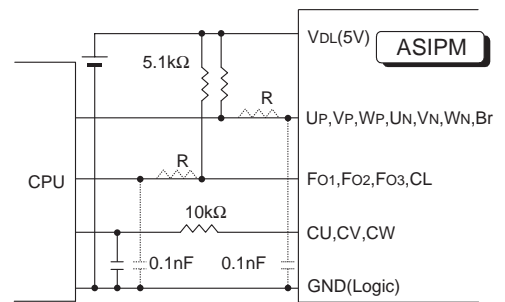 VDL(5V)
ASIPM
5.1kΩ
R
UP,VP,WP,UN,VN,WN,Br
R
CPU
FO1,FO2,FO3,CL
10kΩ
CU,CV,CW
0.1nF
0.1nF
GND(Logic)